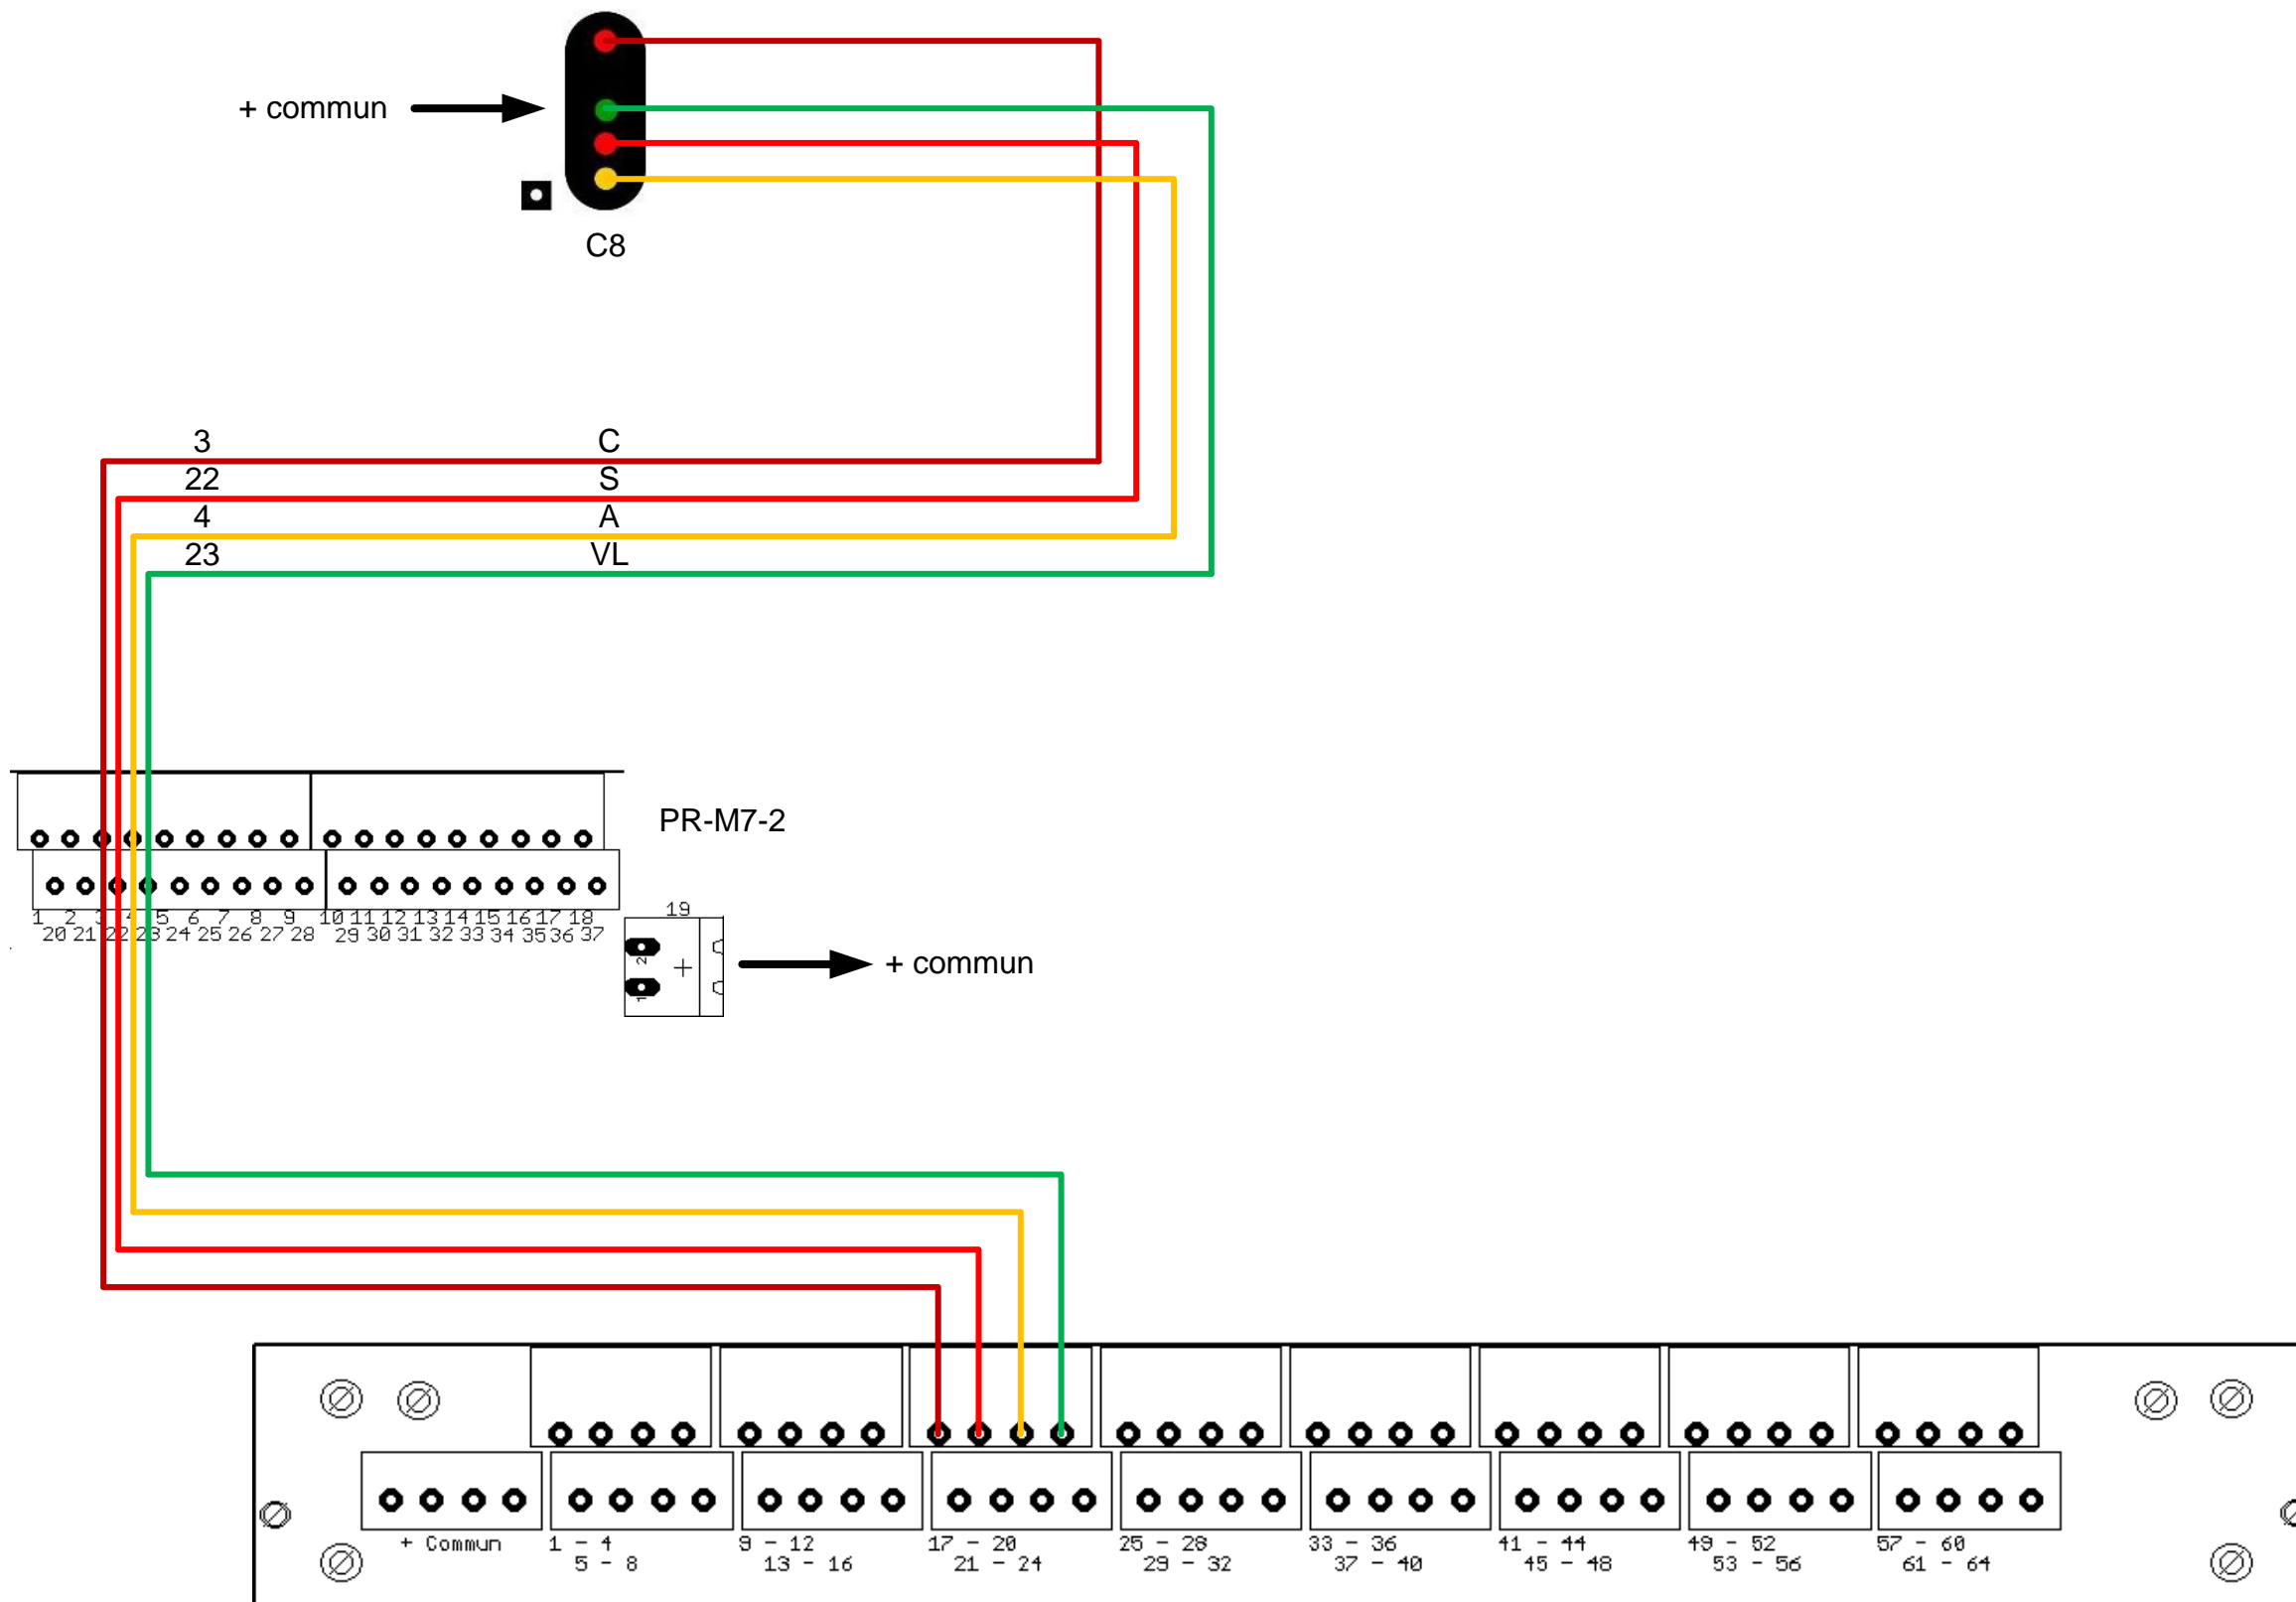 + commun
C8
3 C
22 S
4 A
23 VL
PR-M7-2
1 2 3 4 5 6 7 8 9 10 11 12 13 14 15 16 17 18
20 21 22 23 24 25 26 27 28 29 30 31 32 33 34 35 36 37
19
2
1
+
+ commun
+ Commun
1 - 4 9 - 12 17 - 20 25 - 28 33 - 36 41 - 44 49 - 52 57 - 60
5 - 8 13 - 16 21 - 24 29 - 32 37 - 40 45 - 48 53 - 56 61 - 64